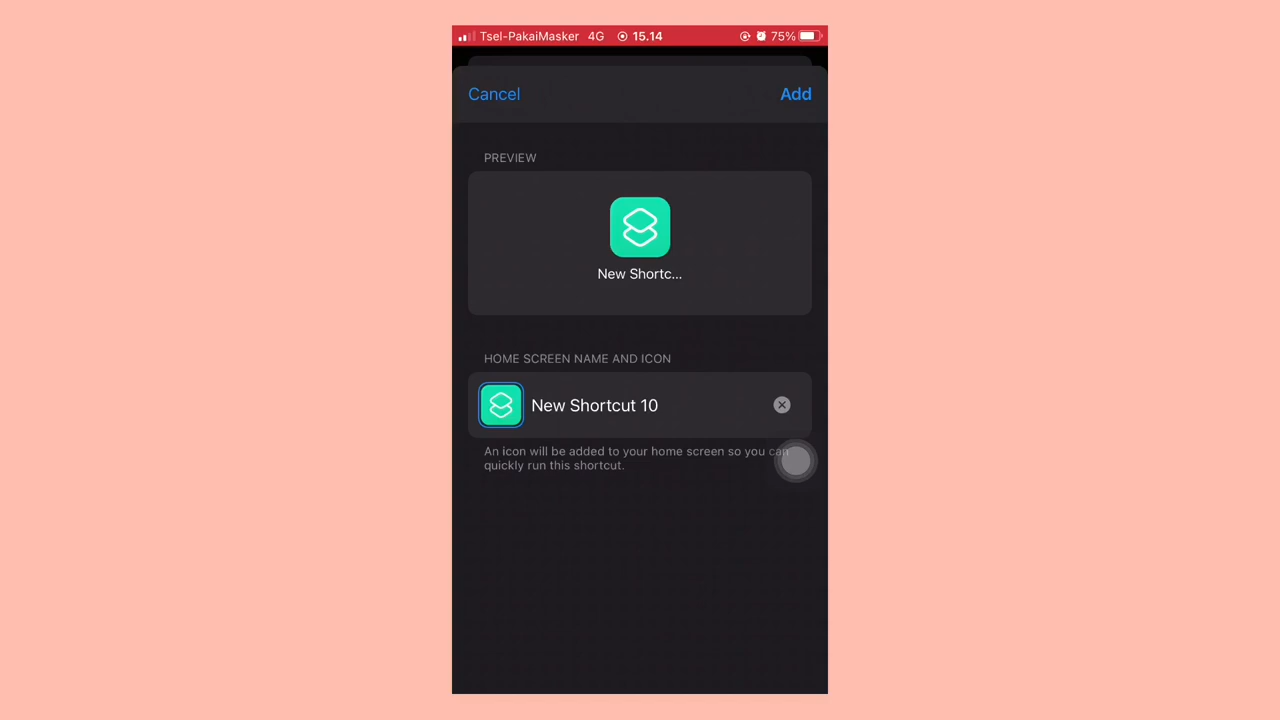 Tsel-PakaiMasker 4G 15.14 75%
Cancel Add
PREVIEW
New Shortc...
HOME SCREEN NAME AND ICON
New Shortcut 10
An icon will be added to your home screen so you can
quickly run this shortcut.